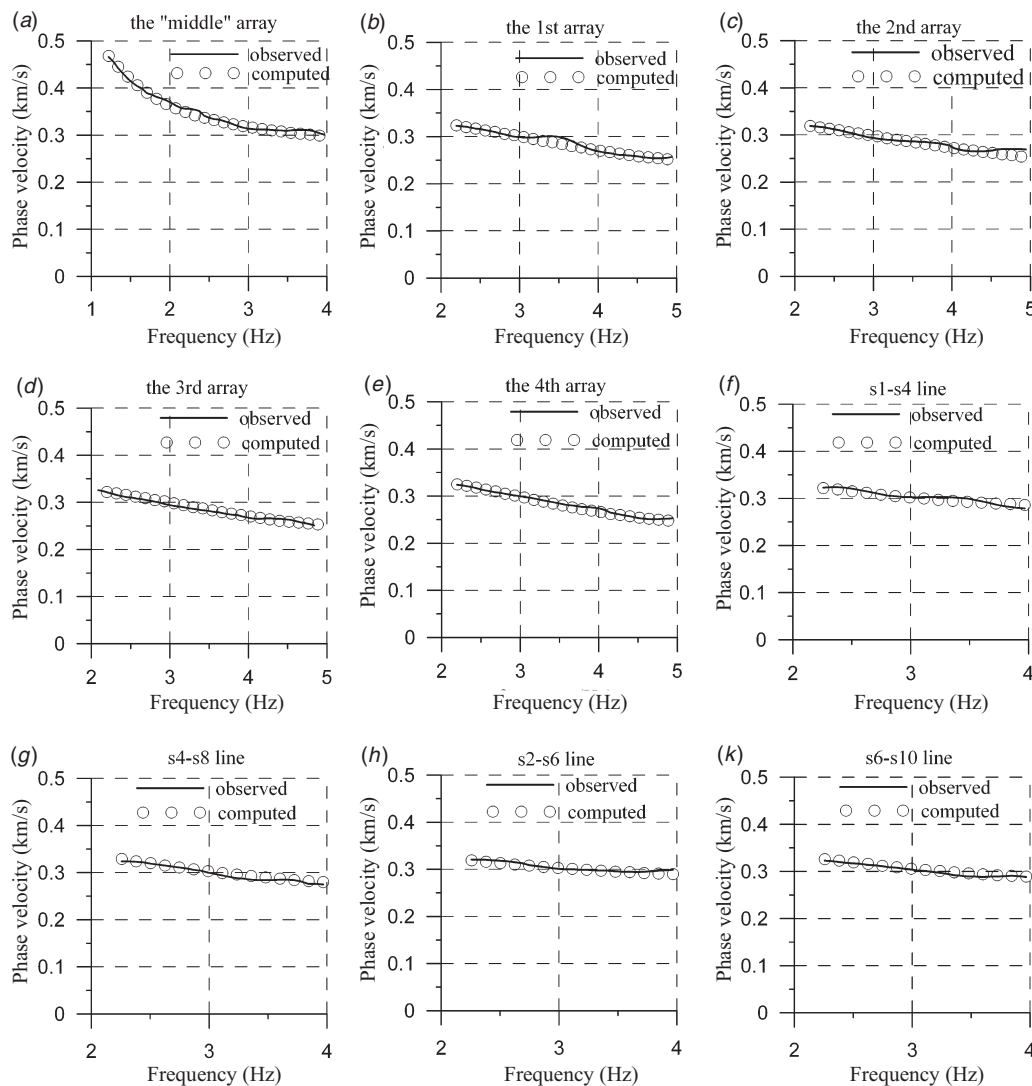 (a) the "middle" array
0.5
0.4
0.3
0.2
0.1
0
Phase velocity (km/s)
observed
computed
1 2 3 4
Frequency (Hz)
(b) the 1st array
0.5
0.4
0.3
0.2
0.1
0
Phase velocity (km/s)
observed
computed
2 3 4 5
Frequency (Hz)
(c) the 2nd array
0.5
0.4
0.3
0.2
0.1
0
Phase velocity (km/s)
observed
computed
2 3 4 5
Frequency (Hz)
(d) the 3rd array
0.5
0.4
0.3
0.2
0.1
0
Phase velocity (km/s)
observed
computed
2 3 4 5
Frequency (Hz)
(e) the 4th array
0.5
0.4
0.3
0.2
0.1
0
Phase velocity (km/s)
observed
computed
2 3 4 5
Frequency (Hz)
(f) s1-s4 line
0.5
0.4
0.3
0.2
0.1
0
Phase velocity (km/s)
observed
computed
2 3 4
Frequency (Hz)
(g) s4-s8 line
0.5
0.4
0.3
0.2
0.1
0
Phase velocity (km/s)
observed
computed
2 3 4
Frequency (Hz)
(h) s2-s6 line
0.5
0.4
0.3
0.2
0.1
0
Phase velocity (km/s)
observed
computed
2 3 4
Frequency (Hz)
(k) s6-s10 line
0.5
0.4
0.3
0.2
0.1
0
Phase velocity (km/s)
observed
computed
2 3 4
Frequency (Hz)